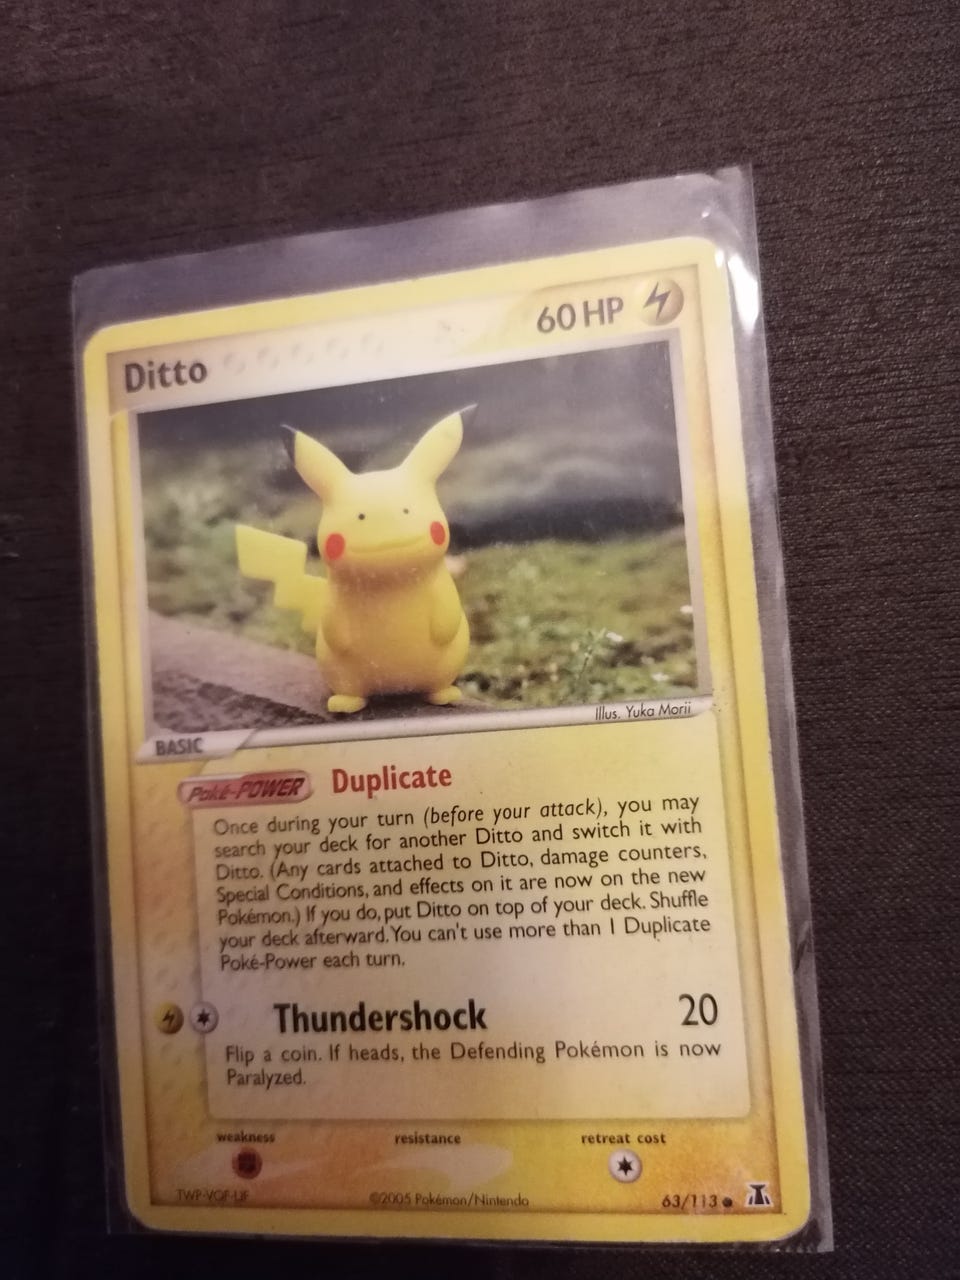 Ditto
60 HP
Illus. Yuka Morii
BASIC
Poké-POWER Duplicate
Once during your turn (before your attack), you may
search your deck for another Ditto and switch it with
Ditto. (Any cards attached to Ditto, damage counters,
Special Conditions, and effects on it are now on the new
Pokémon.) If you do, put Ditto on top of your deck. Shuffle
your deck afterward. You can't use more than 1 Duplicate
Poké-Power each turn.
Thundershock 20
Flip a coin. If heads, the Defending Pokémon is now
Paralyzed.
weakness resistance retreat cost
©2005 Pokémon/Nintendo 63/113